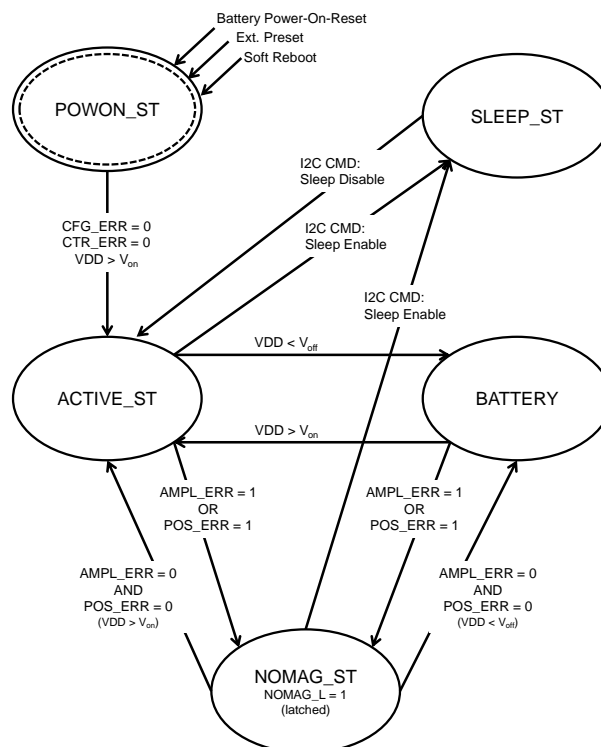 Battery Power-On-Reset
Ext. Preset
Soft Reboot
POWON_ST
SLEEP_ST
I2C CMD:
Sleep Disable
CFG_ERR = 0
CTR_ERR = 0
VDD > Von
I2C CMD:
Sleep Enable
I2C CMD:
Sleep Enable
VDD < Voff
ACTIVE_ST
BATTERY
VDD > Von
AMPL_ERR = 1
OR
POS_ERR = 1
AMPL_ERR = 1
OR
POS_ERR = 1
AMPL_ERR = 0
AND
POS_ERR = 0
(VDD > Von)
AMPL_ERR = 0
AND
POS_ERR = 0
(VDD < Voff)
NOMAG_ST
NOMAG_L = 1
(latched)